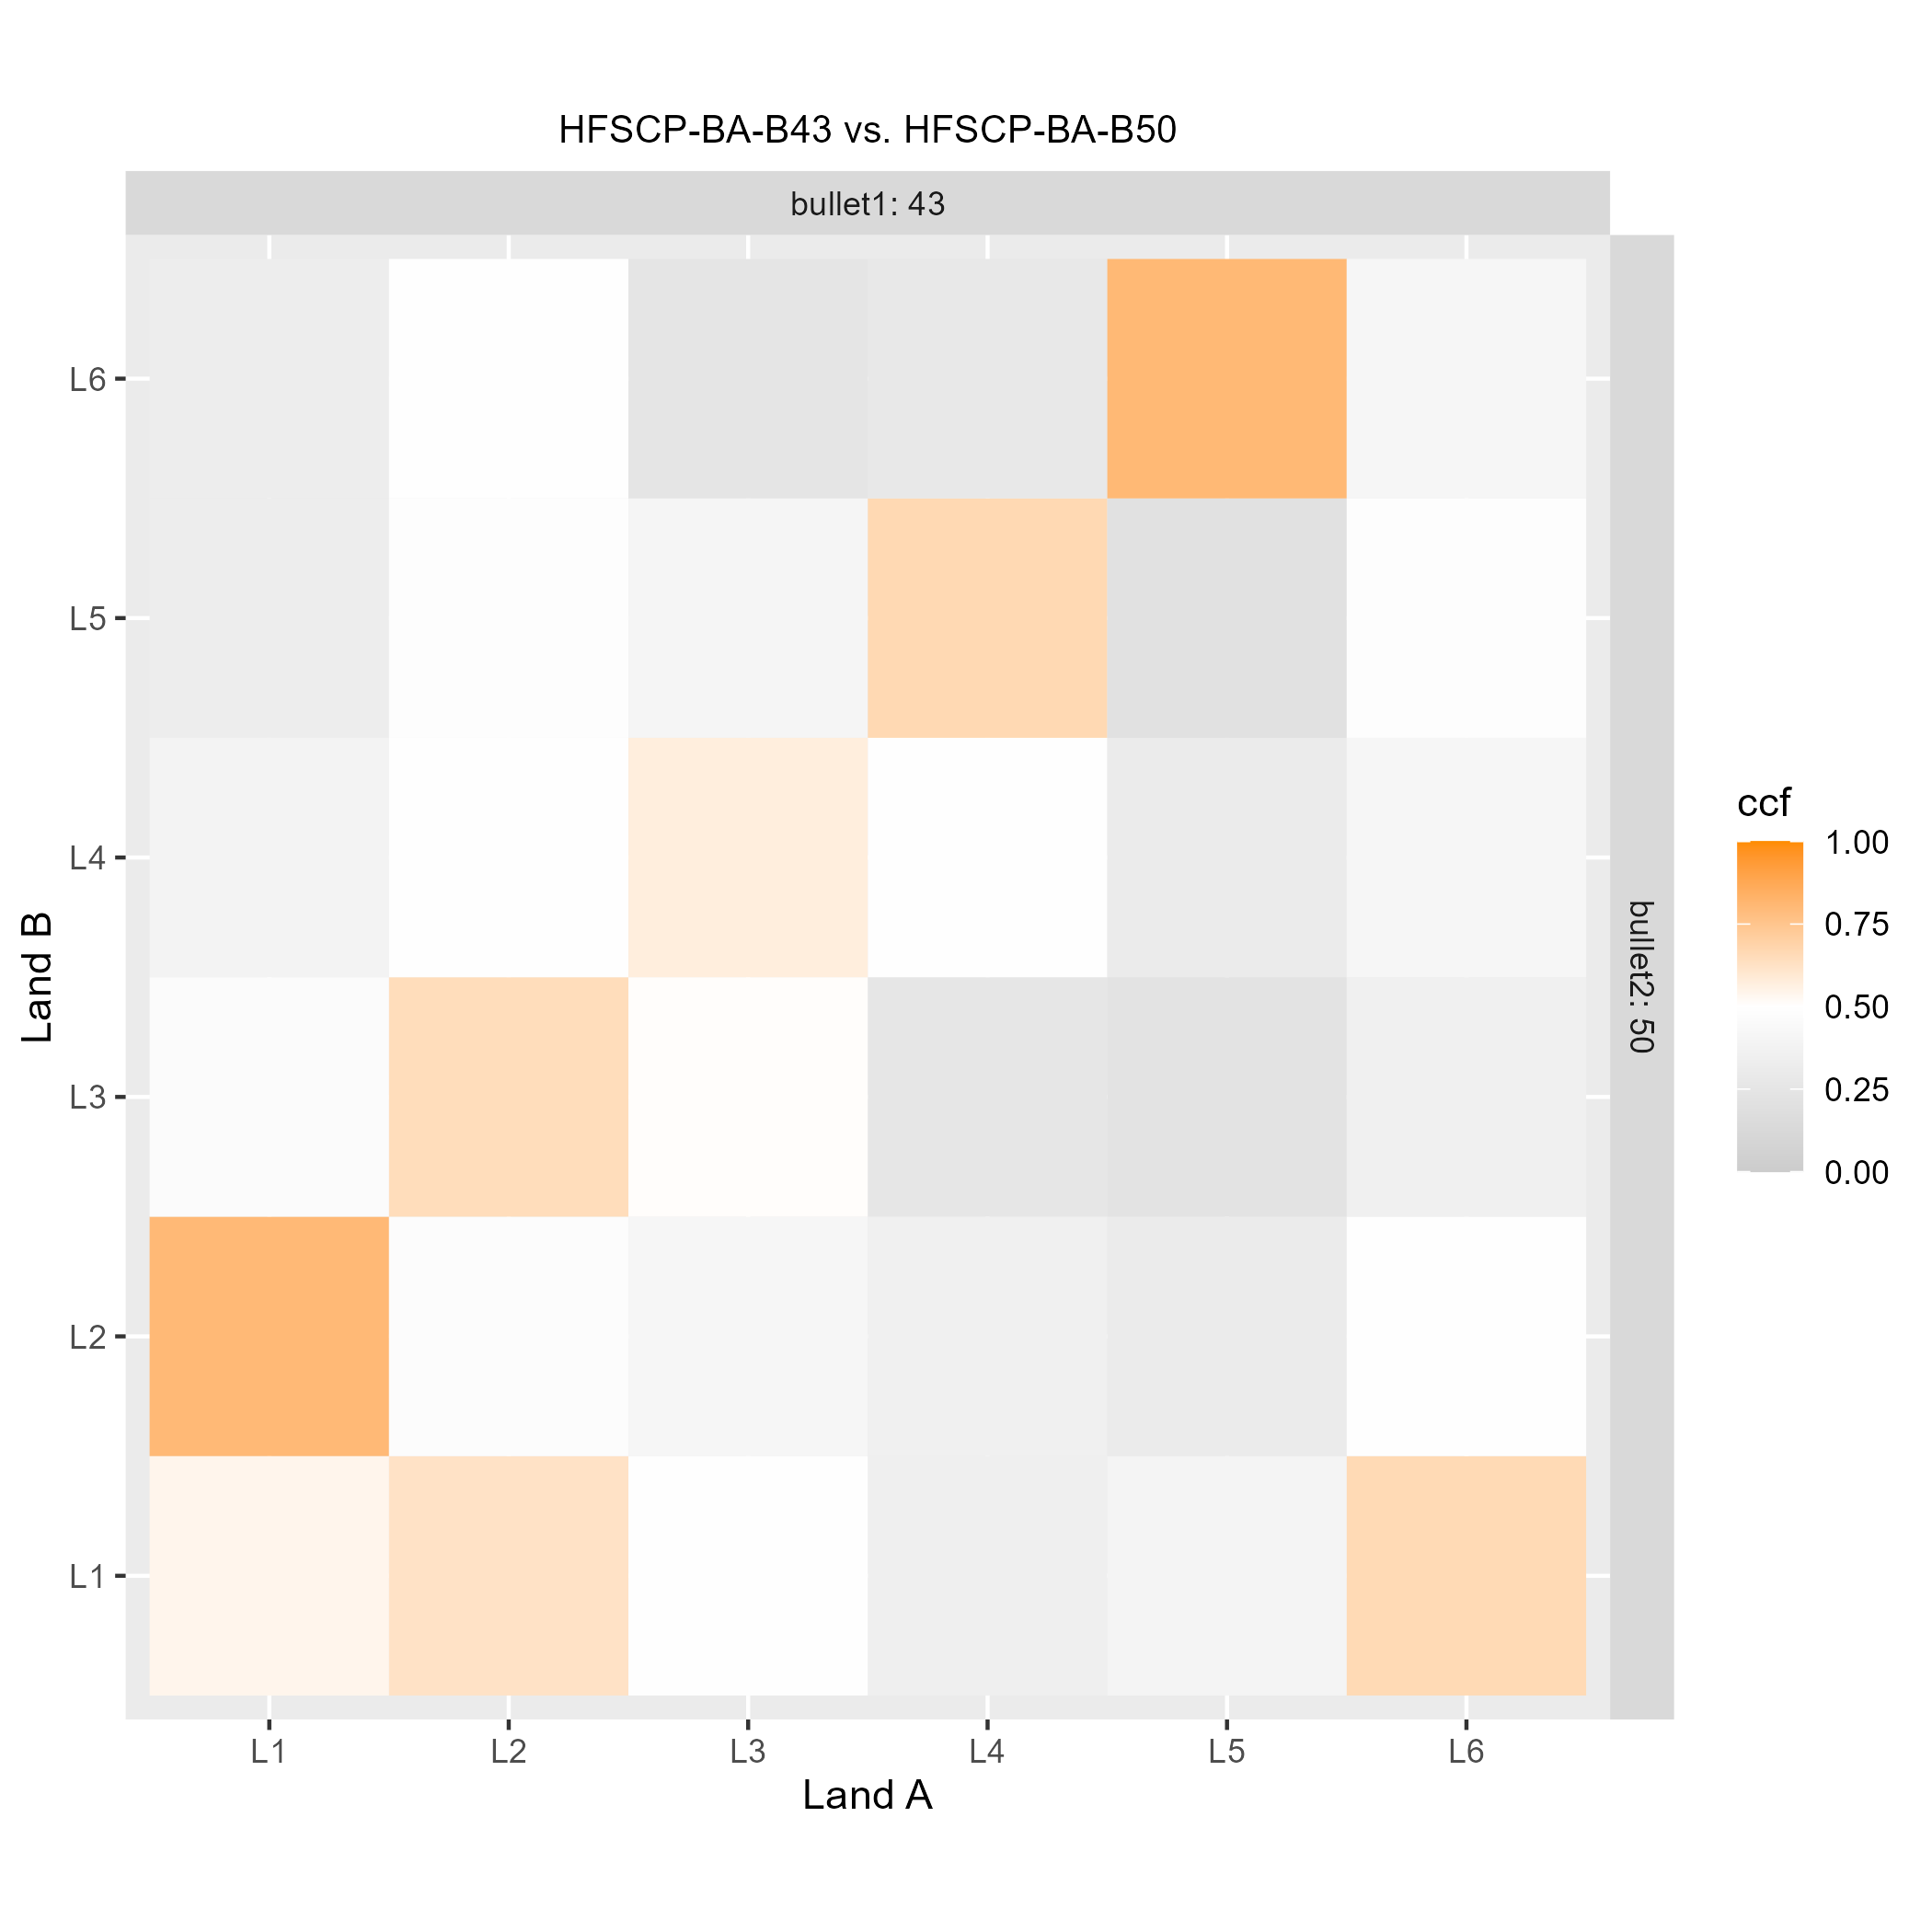 HFSCP-BA-B43 vs. HFSCP-BA-B50
bullet1: 43
L6
L5
L4
L3
L2
L1
Land B
L1
L2
L3
L4
L5
L6
Land A
bullet2: 50
ccf
1.00
0.75
0.50
0.25
0.00